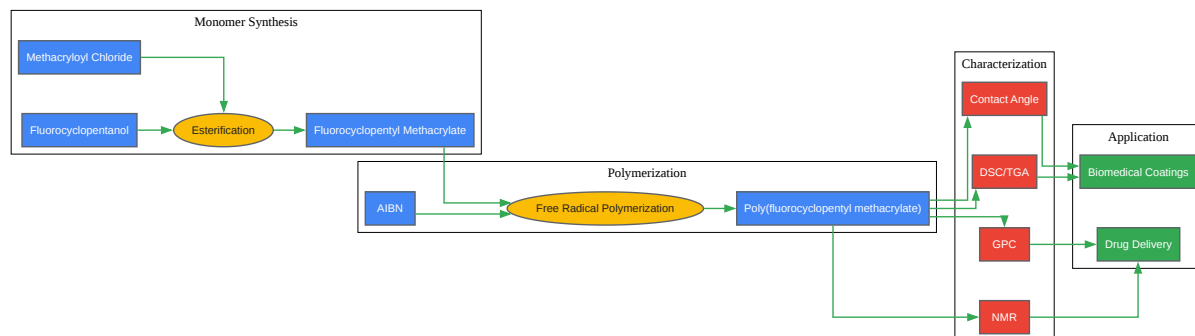 Monomer Synthesis
Methacryloyl Chloride
Fluorocyclopentanol
Esterification
Fluorocyclopentyl Methacrylate
Polymerization
AIBN
Free Radical Polymerization
Poly(fluorocyclopentyl methacrylate)
Characterization
Contact Angle
DSC/TGA
GPC
NMR
Application
Biomedical Coatings
Drug Delivery